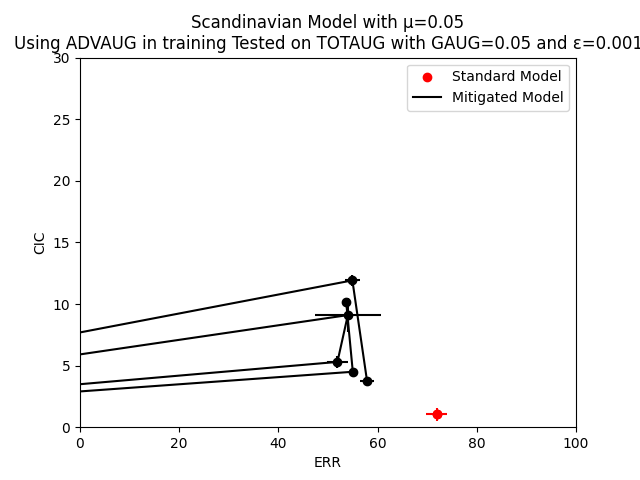 Scandinavian Model with μ=0.05
Using ADVAUG in training Tested on TOTAUG with GAUG=0.05 and ε=0.001
30
25
20
15
10
5
0
CIC
Standard Model
Mitigated Model
0 20 40 60 80 100
ERR